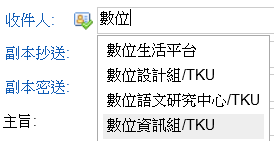 收件人: 數位
數位生活平台
副本抄送:
數位設計組/TKU
副本密送:
數位語文研究中心/TKU
主旨:
數位資訊組/TKU